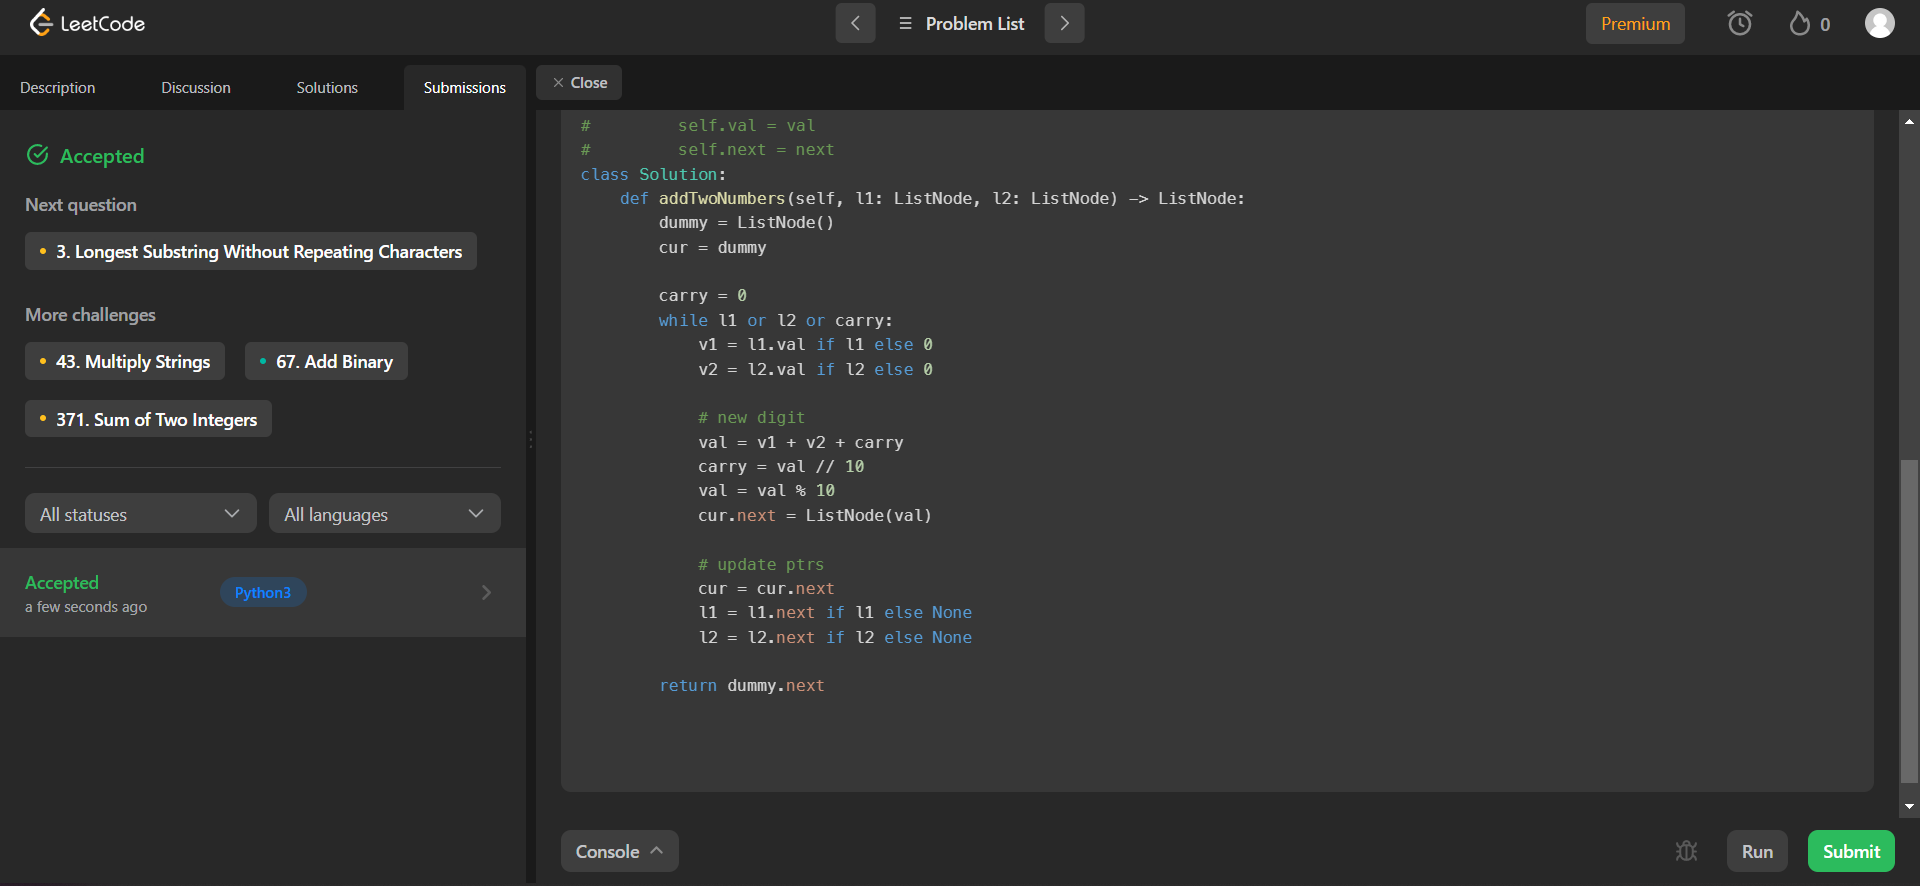 LeetCode
Problem List
Premium
0
Description
Discussion
Solutions
Submissions
Close
Accepted
Next question
3. Longest Substring Without Repeating Characters
More challenges
43. Multiply Strings
67. Add Binary
371. Sum of Two Integers
All statuses
All languages
Accepted
a few seconds ago
Python3
#         self.val = val
#         self.next = next
class Solution:
    def addTwoNumbers(self, l1: ListNode, l2: ListNode) -> ListNode:
        dummy = ListNode()
        cur = dummy

        carry = 0
        while l1 or l2 or carry:
            v1 = l1.val if l1 else 0
            v2 = l2.val if l2 else 0

            # new digit
            val = v1 + v2 + carry
            carry = val // 10
            val = val % 10
            cur.next = ListNode(val)

            # update ptrs
            cur = cur.next
            l1 = l1.next if l1 else None
            l2 = l2.next if l2 else None

        return dummy.next
Console
Run
Submit